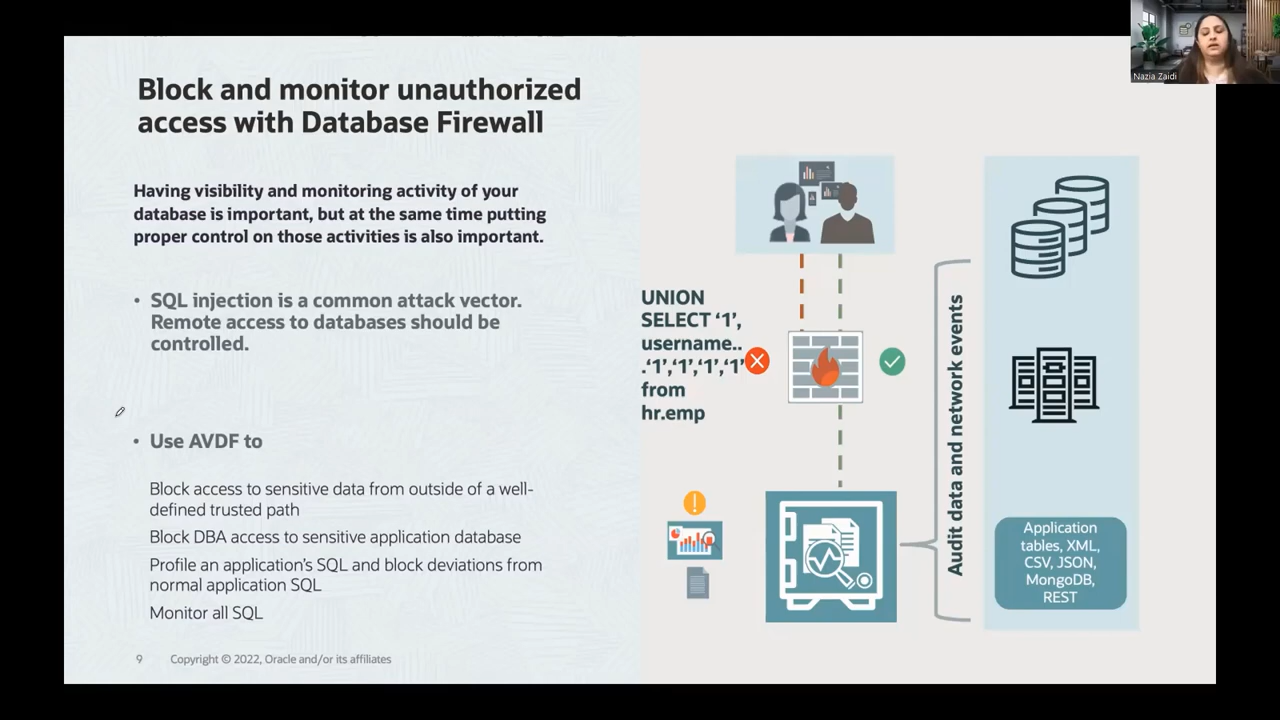 Nazia Zaidi
Block and monitor unauthorized
access with Database Firewall
Having visibility and monitoring activity of your
database is important, but at the same time putting
proper control on those activities is also important.
• SQL injection is a common attack vector.
Remote access to databases should be
controlled.
• Use AVDF to
Block access to sensitive data from outside of a well-
defined trusted path
Block DBA access to sensitive application database
Profile an application's SQL and block deviations from
normal application SQL
Monitor all SQL
UNION
SELECT ‘1’,
username..
.‘1’,‘1’,‘1’,‘1’
from
hr.emp
Audit data and network events
Application
tables, XML,
CSV, JSON,
MongoDB,
REST
9 Copyright © 2022, Oracle and/or its affiliates